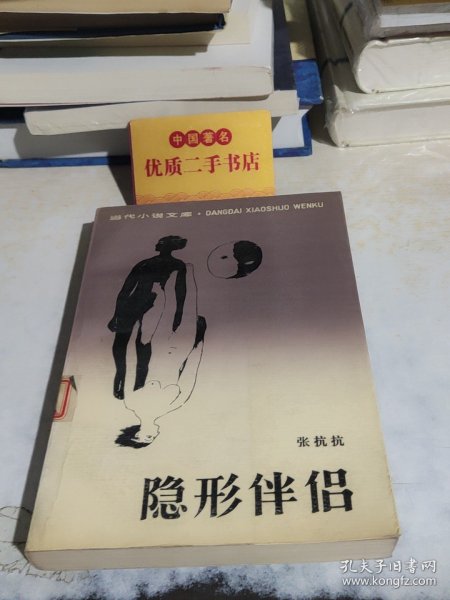 中国著名
优质二手书店
当代小说文库·DANGDAI XIAOSHUO WENKU
张抗抗
隐形伴侣
孔夫子旧书网
www.kongfz.com